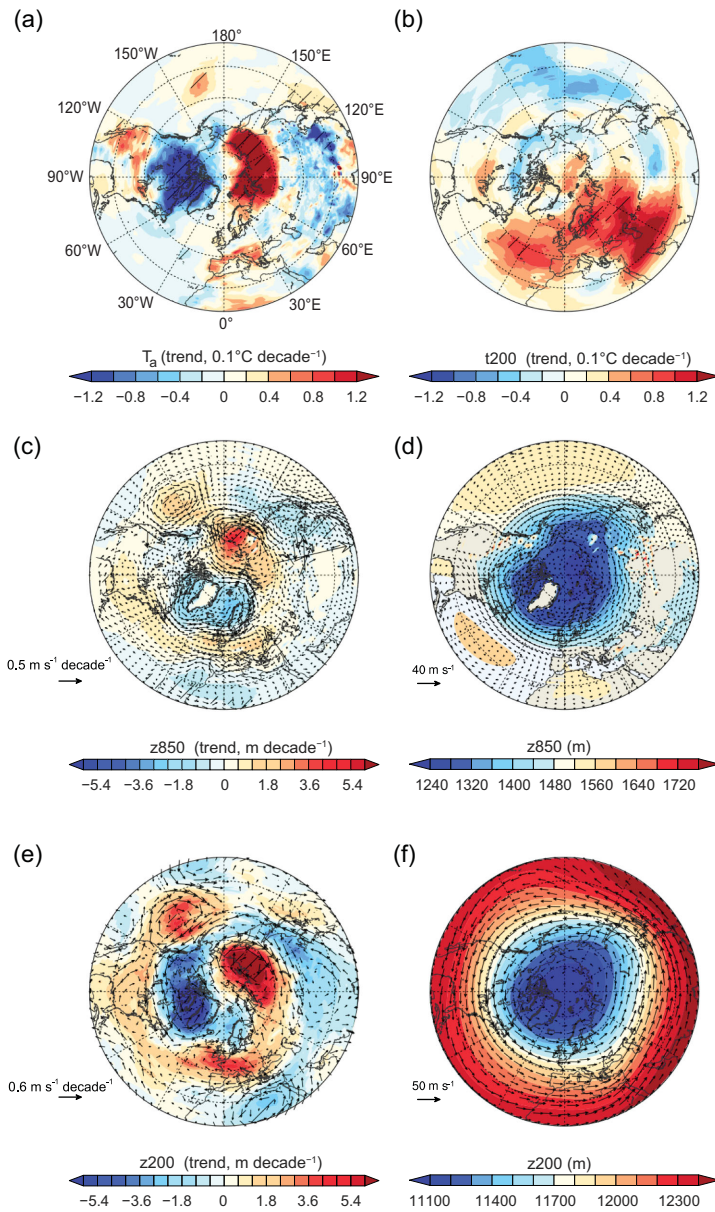 (a)
(b)
180°
150°W
150°E
120°W
120°E
90°W
90°E
60°W
60°E
30°W
30°E
0°
Ta (trend, 0.1°C decade⁻¹)
−1.2 −0.8 −0.4 0 0.4 0.8 1.2
t200 (trend, 0.1°C decade⁻¹)
−1.2 −0.8 −0.4 0 0.4 0.8 1.2
(c)
(d)
0.5 m s⁻¹ decade⁻¹
40 m s⁻¹
z850 (trend, m decade⁻¹)
−5.4 −3.6 −1.8 0 1.8 3.6 5.4
z850 (m)
1240 1320 1400 1480 1560 1640 1720
(e)
(f)
0.6 m s⁻¹ decade⁻¹
50 m s⁻¹
z200 (trend, m decade⁻¹)
−5.4 −3.6 −1.8 0 1.8 3.6 5.4
z200 (m)
11100 11400 11700 12000 12300